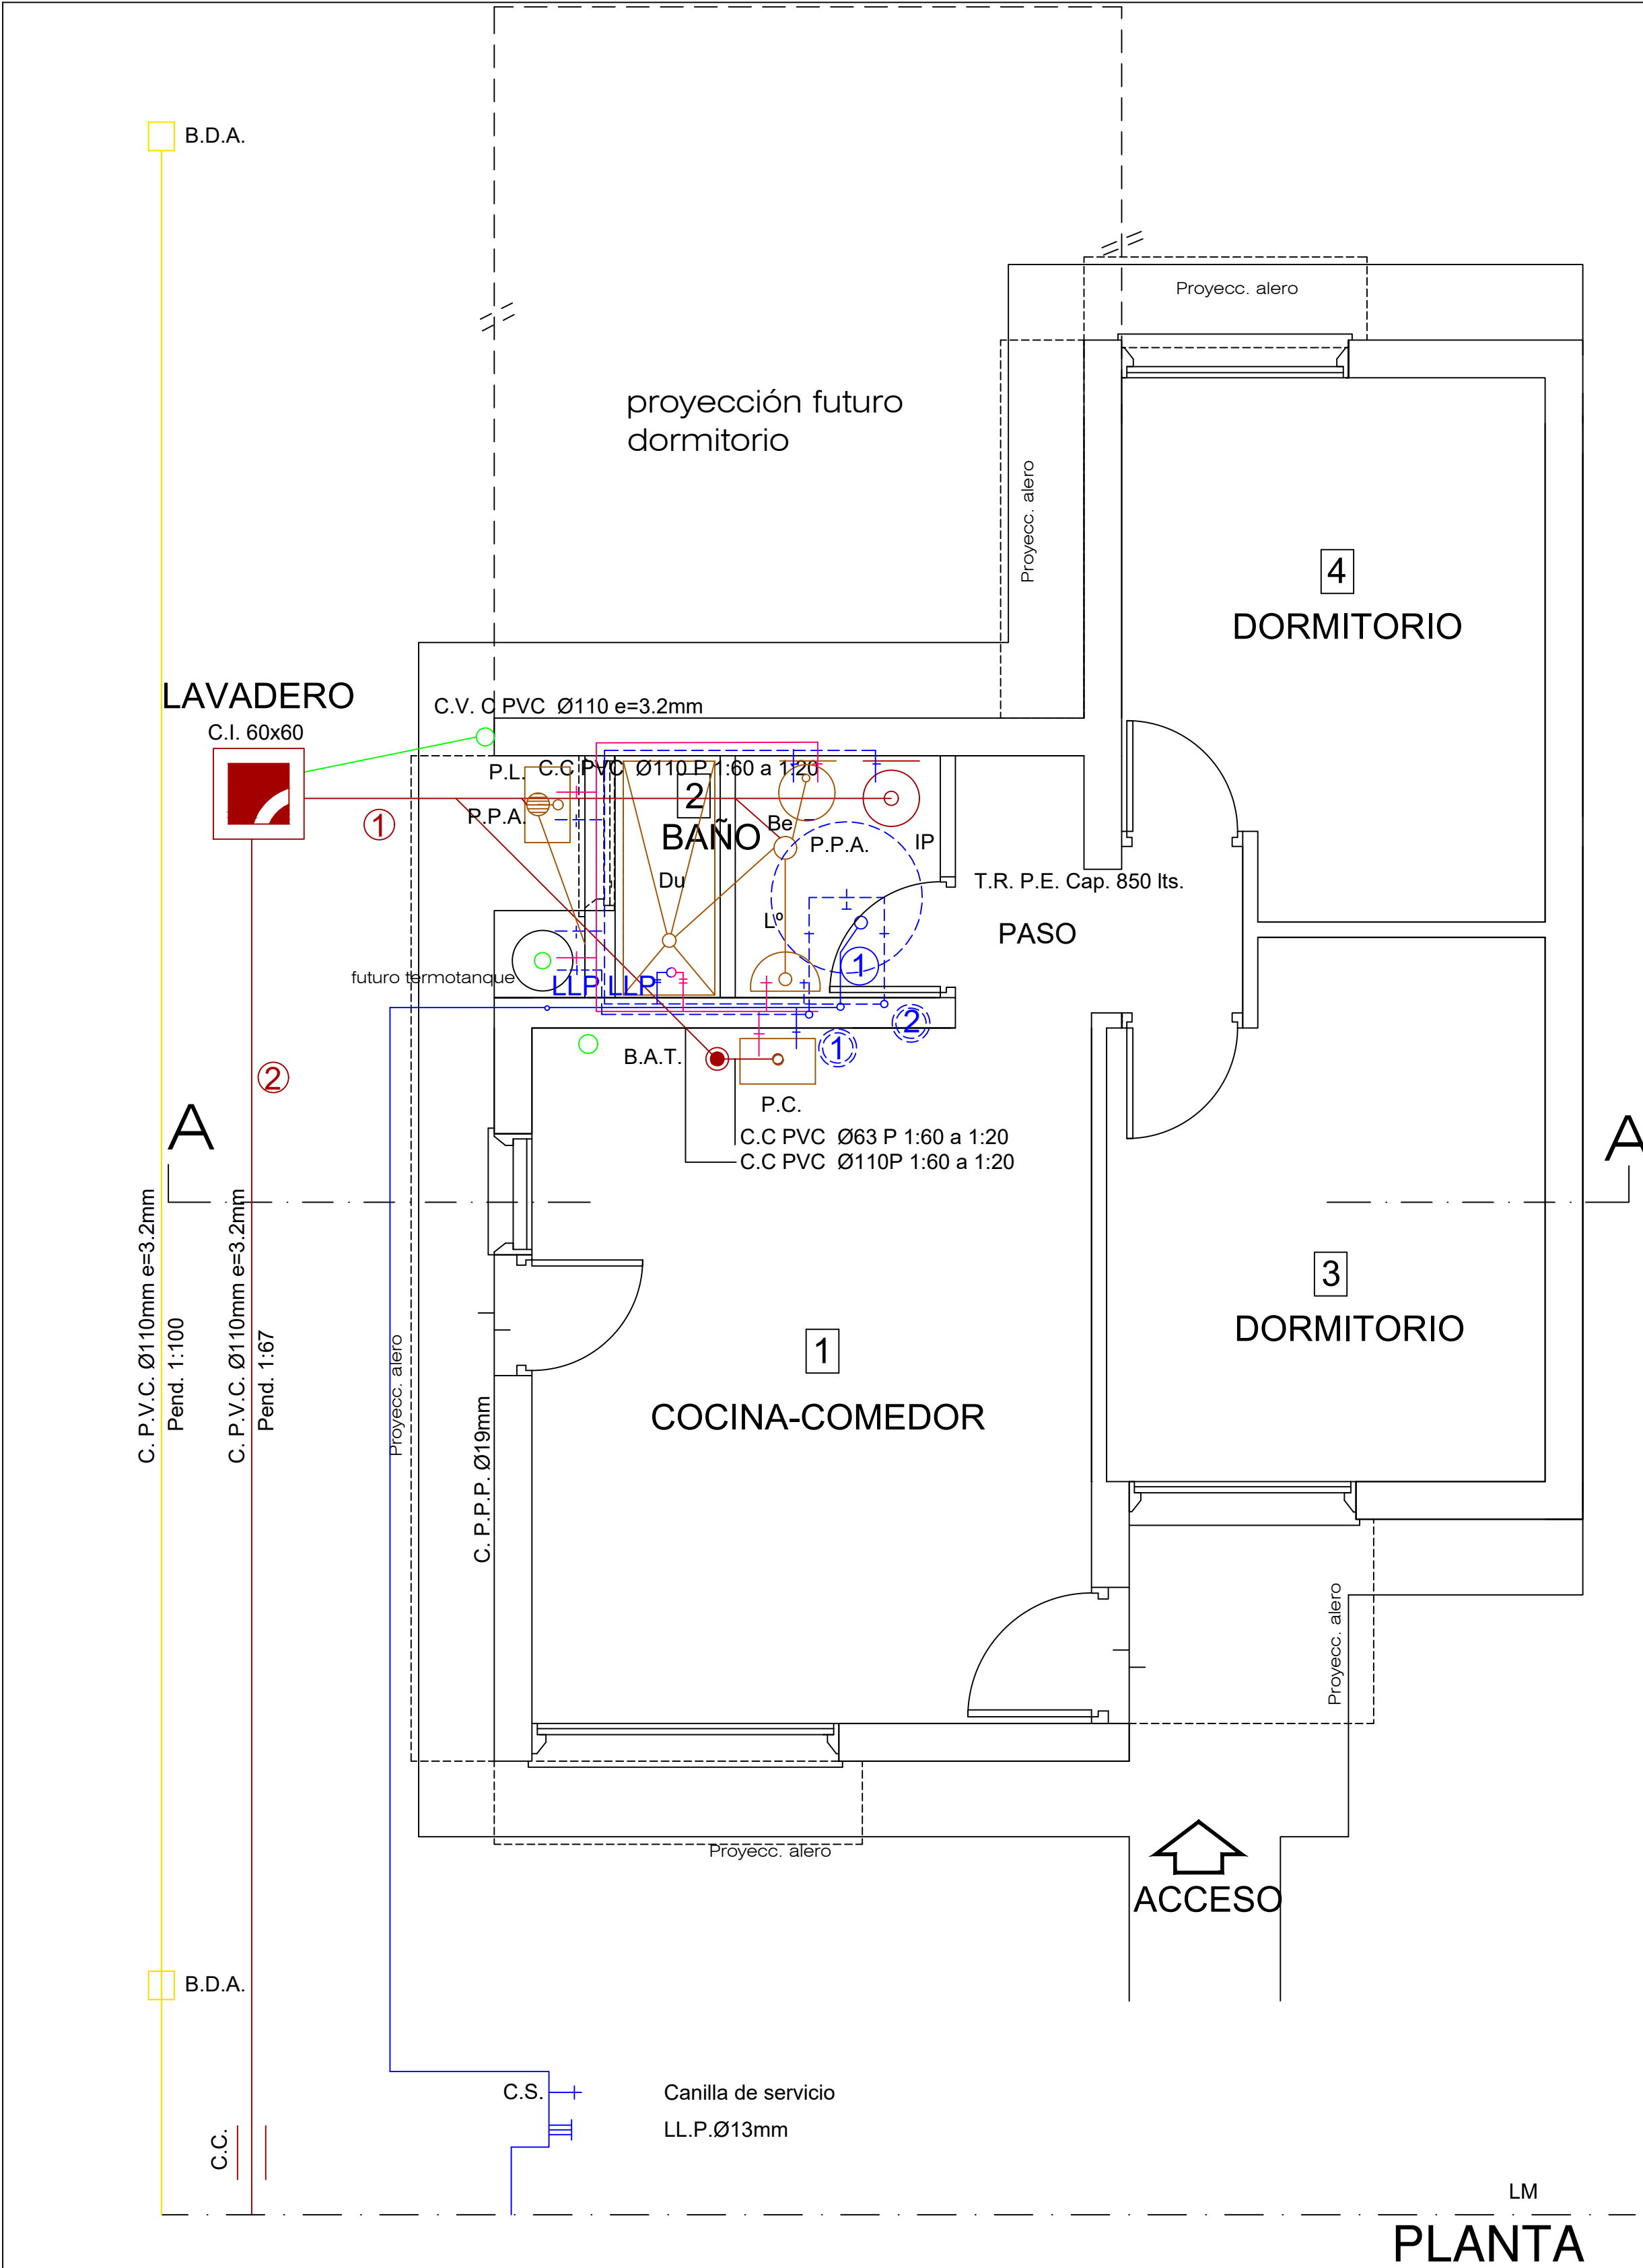 B.D.A.
Proyecc. alero
proyección futuro
dormitorio
Proyecc. alero
4
DORMITORIO
LAVADERO
C.I. 60x60
C.V. C PVC Ø110 e=3.2mm
P.L.
C.C PVC Ø110 P 1:60 a 1:20
2
BAÑO
P.P.A.
1
Be
P.P.A.
IP
Du
T.R. P.E. Cap. 850 lts.
Lº
PASO
1
futuro termotanque
LLP LLP
2
1
B.A.T.
2
P.C.
A
A
C.C PVC Ø63 P 1:60 a 1:20
C.C PVC Ø110P 1:60 a 1:20
C. P.V.C. Ø110mm e=3.2mm
Pend. 1:100
C. P.V.C. Ø110mm e=3.2mm
Pend. 1:67
3
DORMITORIO
1
COCINA-COMEDOR
Proyecc. alero
C. P.P.P. Ø19mm
Proyecc. alero
Proyecc. alero
ACCESO
B.D.A.
C.S.
Canilla de servicio
LL.P.Ø13mm
C.C.
LM
PLANTA